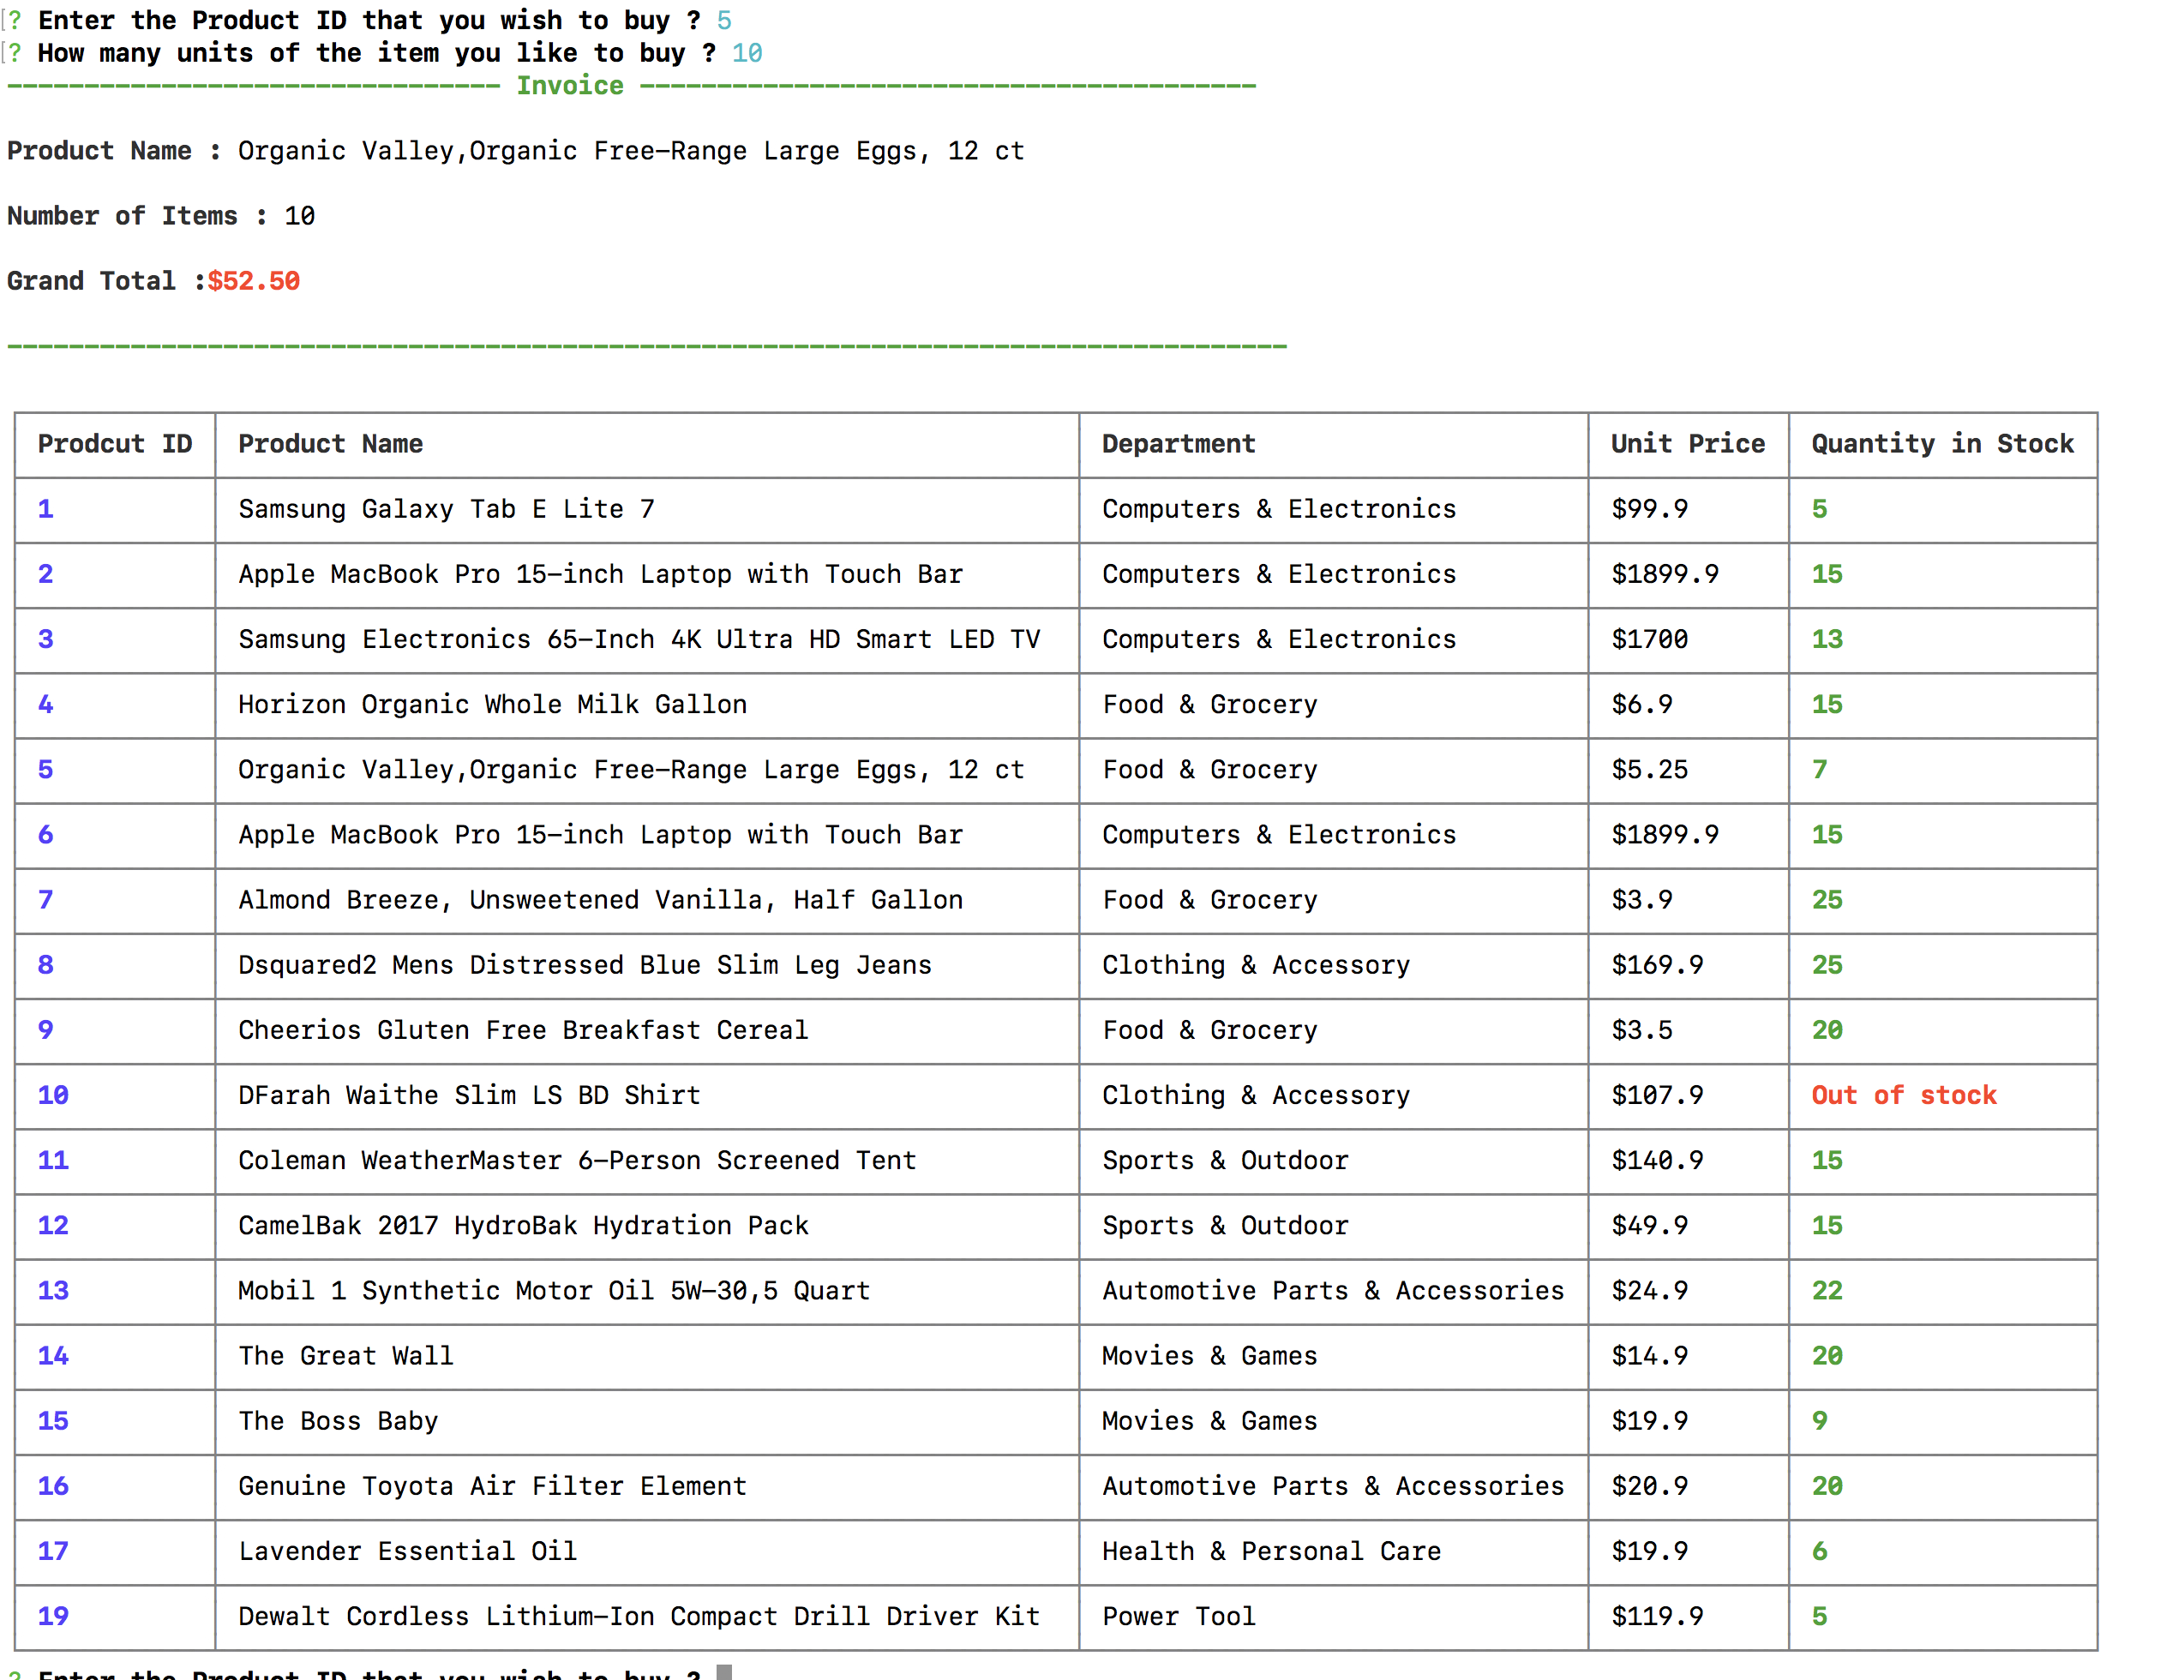 ? Enter the Product ID that you wish to buy ? 5
? How many units of the item you like to buy ? 10
-------------------------------- Invoice ----------------------------------------
Product Name : Organic Valley,Organic Free-Range Large Eggs, 12 ct
Number of Items : 10
Grand Total :$52.50
-----------------------------------------------------------------------------------
Prodcut ID Product Name Department Unit Price Quantity in Stock
1 Samsung Galaxy Tab E Lite 7 Computers & Electronics $99.9 5
2 Apple MacBook Pro 15-inch Laptop with Touch Bar Computers & Electronics $1899.9 15
3 Samsung Electronics 65-Inch 4K Ultra HD Smart LED TV Computers & Electronics $1700 13
4 Horizon Organic Whole Milk Gallon Food & Grocery $6.9 15
5 Organic Valley,Organic Free-Range Large Eggs, 12 ct Food & Grocery $5.25 7
6 Apple MacBook Pro 15-inch Laptop with Touch Bar Computers & Electronics $1899.9 15
7 Almond Breeze, Unsweetened Vanilla, Half Gallon Food & Grocery $3.9 25
8 Dsquared2 Mens Distressed Blue Slim Leg Jeans Clothing & Accessory $169.9 25
9 Cheerios Gluten Free Breakfast Cereal Food & Grocery $3.5 20
10 DFarah Waithe Slim LS BD Shirt Clothing & Accessory $107.9 Out of stock
11 Coleman WeatherMaster 6-Person Screened Tent Sports & Outdoor $140.9 15
12 CamelBak 2017 HydroBak Hydration Pack Sports & Outdoor $49.9 15
13 Mobil 1 Synthetic Motor Oil 5W-30,5 Quart Automotive Parts & Accessories $24.9 22
14 The Great Wall Movies & Games $14.9 20
15 The Boss Baby Movies & Games $19.9 9
16 Genuine Toyota Air Filter Element Automotive Parts & Accessories $20.9 20
17 Lavender Essential Oil Health & Personal Care $19.9 6
19 Dewalt Cordless Lithium-Ion Compact Drill Driver Kit Power Tool $119.9 5
? Enter the Product ID that you wish to buy ?